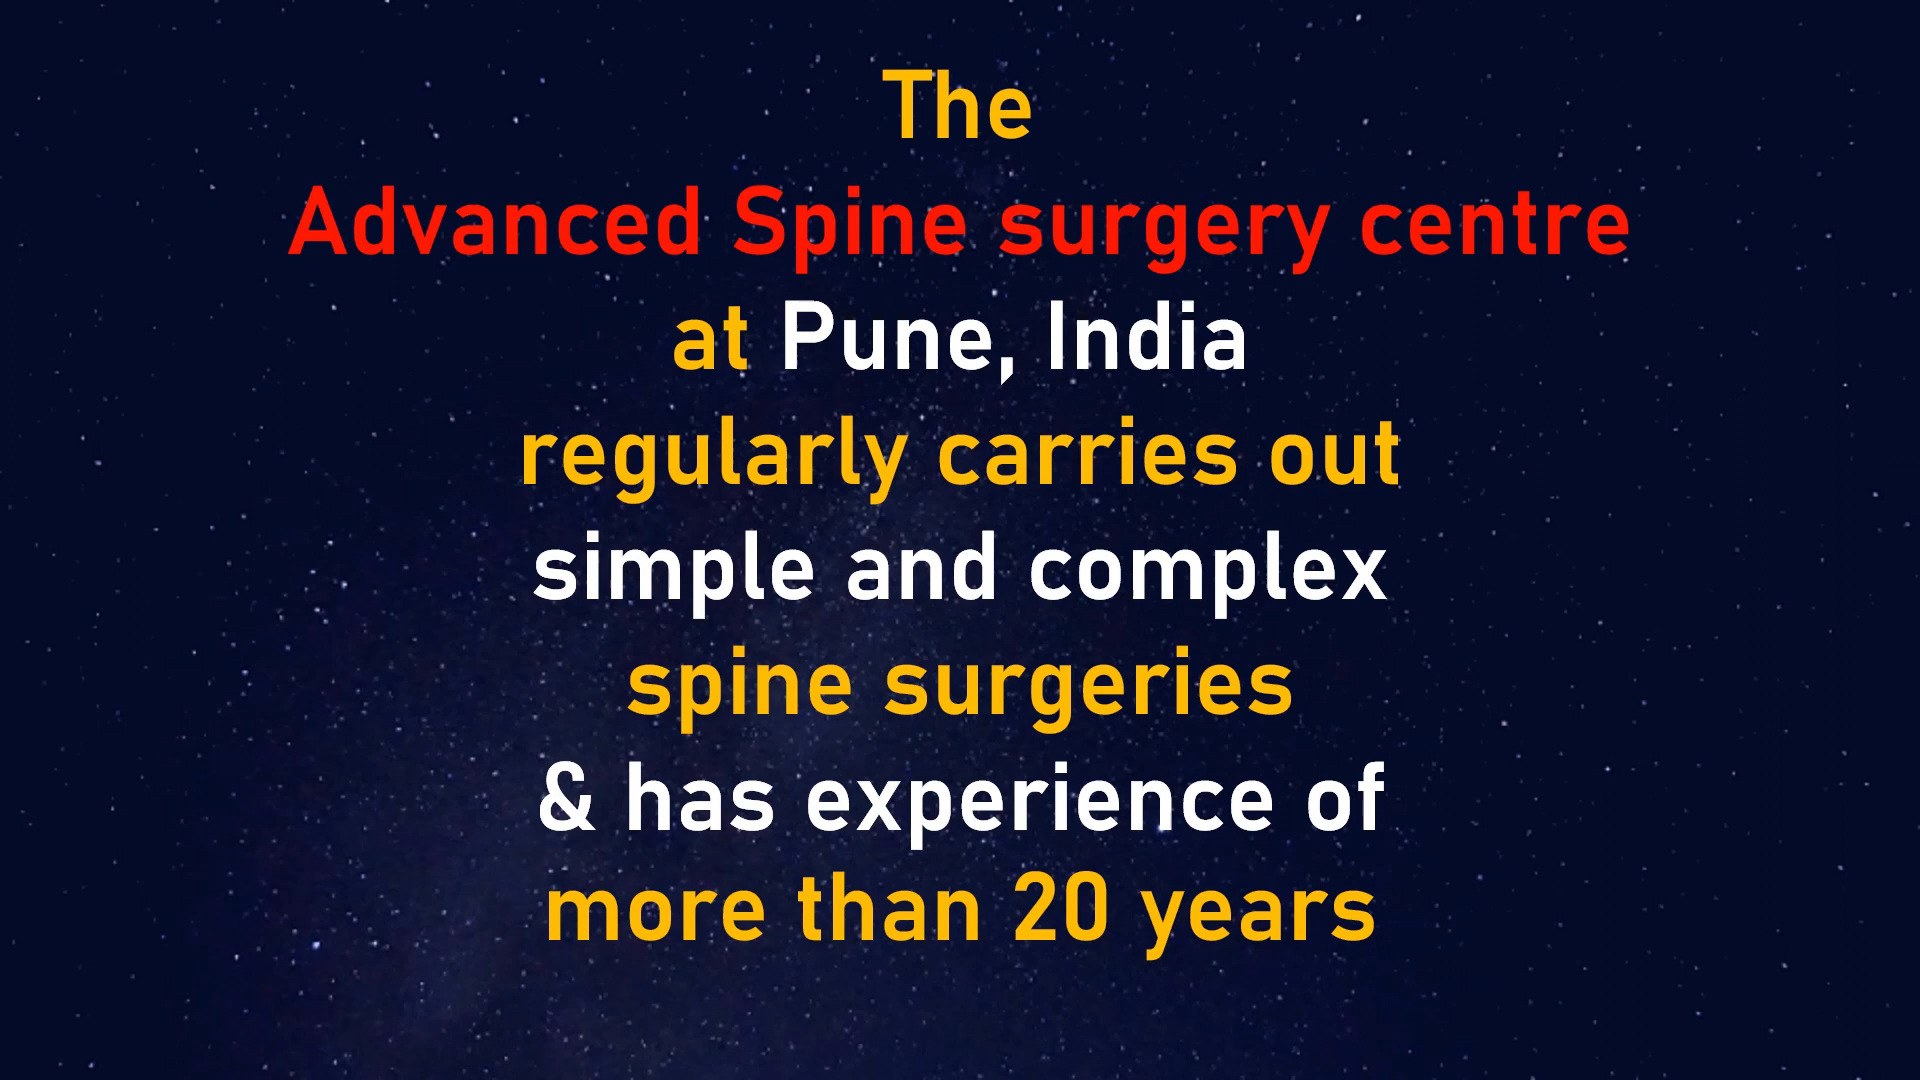 The
Advanced Spine surgery centre
at Pune, India
regularly carries out
simple and complex
spine surgeries
& has experience of
more than 20 years